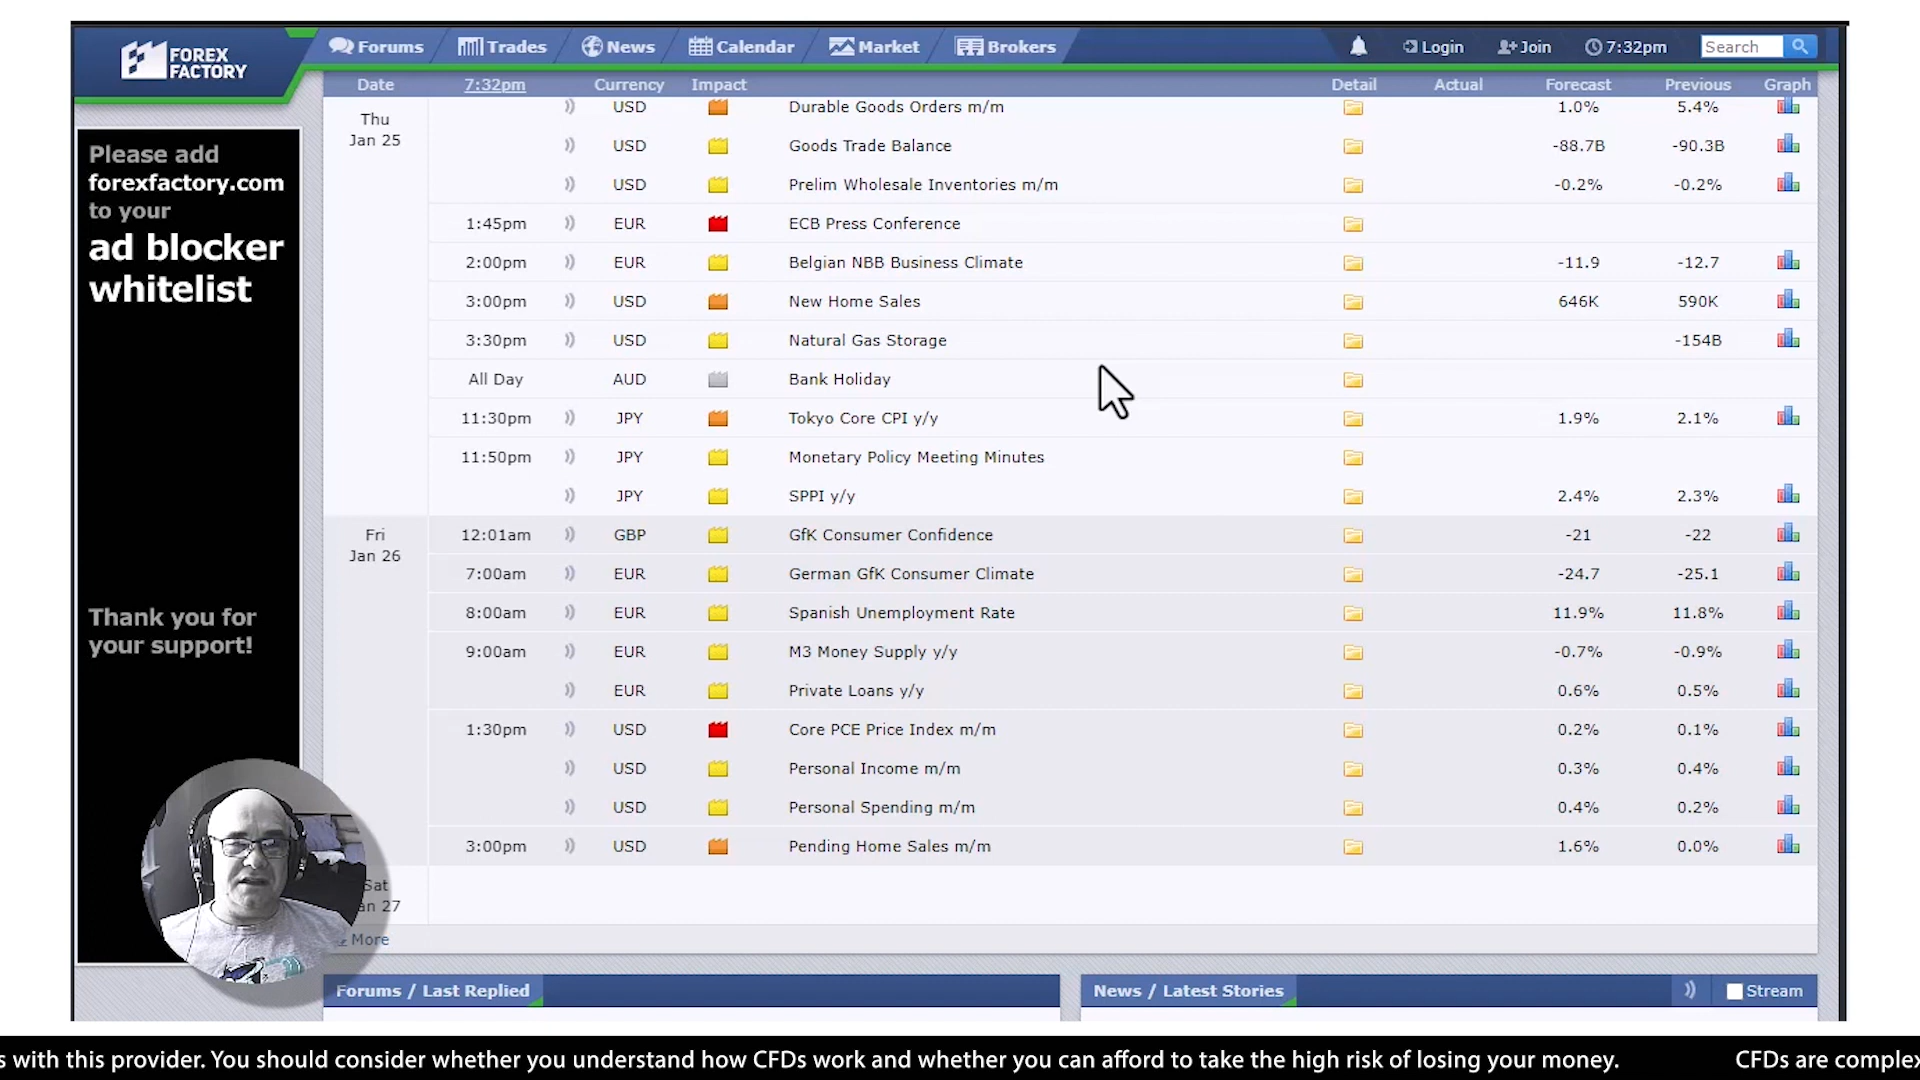 FOREX
FACTORY
Forums
Trades
News
Calendar
Market
Brokers
Login
Join
7:32pm
Search
Date 7:32pm Currency Impact Detail Actual Forecast Previous Graph
Please add
forexfactory.com
to your
ad blocker
whitelist
Thank you for
your support!
Thu
Jan 25
USD Durable Goods Orders m/m 1.0% 5.4%
USD Goods Trade Balance -88.7B -90.3B
USD Prelim Wholesale Inventories m/m -0.2% -0.2%
1:45pm EUR ECB Press Conference
2:00pm EUR Belgian NBB Business Climate -11.9 -12.7
3:00pm USD New Home Sales 646K 590K
3:30pm USD Natural Gas Storage -154B
All Day AUD Bank Holiday
11:30pm JPY Tokyo Core CPI y/y 1.9% 2.1%
11:50pm JPY Monetary Policy Meeting Minutes
JPY SPPI y/y 2.4% 2.3%
Fri
Jan 26
12:01am GBP GfK Consumer Confidence -21 -22
7:00am EUR German GfK Consumer Climate -24.7 -25.1
8:00am EUR Spanish Unemployment Rate 11.9% 11.8%
9:00am EUR M3 Money Supply y/y -0.7% -0.9%
EUR Private Loans y/y 0.6% 0.5%
1:30pm USD Core PCE Price Index m/m 0.2% 0.1%
USD Personal Income m/m 0.3% 0.4%
USD Personal Spending m/m 0.4% 0.2%
3:00pm USD Pending Home Sales m/m 1.6% 0.0%
Sat
an 27
More
Forums / Last Replied
News / Latest Stories
Stream
s with this provider. You should consider whether you understand how CFDs work and whether you can afford to take the high risk of losing your money. CFDs are complex